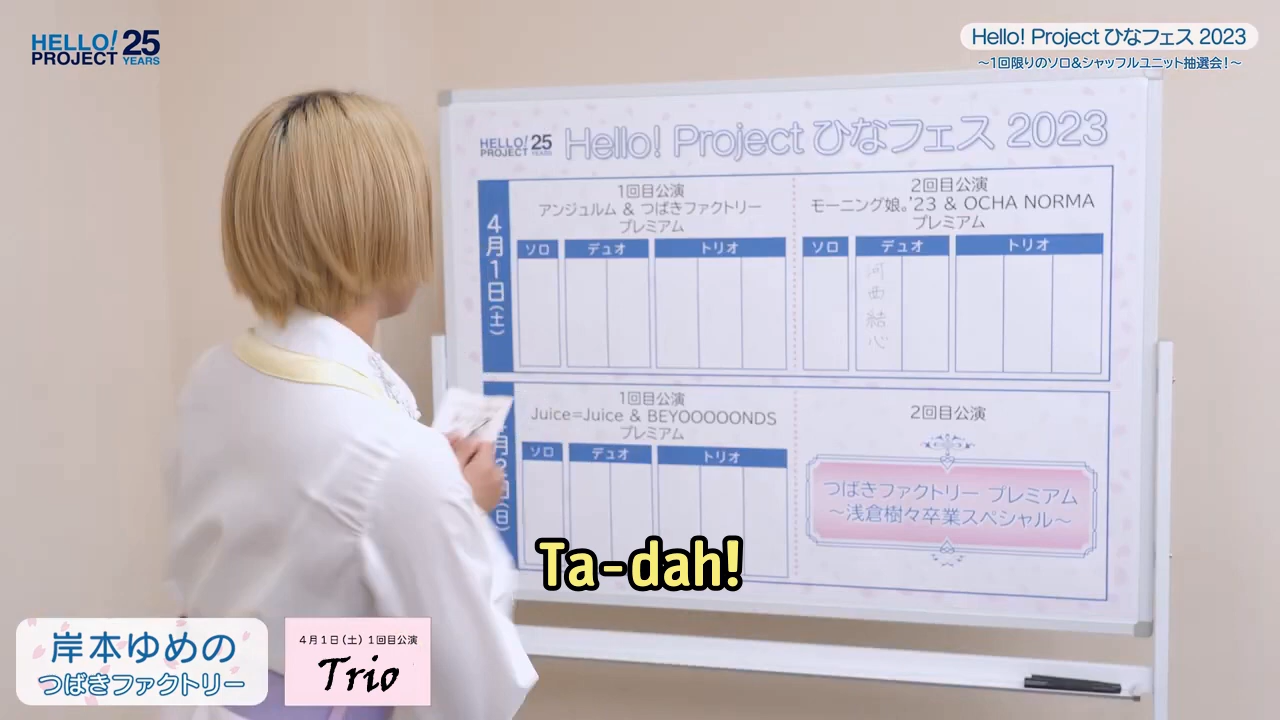 HELLO! PROJECT 25 YEARS
Hello! Project ひなフェス 2023
～1回限りのソロ&シャッフルユニット抽選会！～
HELLO! PROJECT 25 YEARS
Hello! Project ひなフェス 2023
4月1日(土)
1回目公演
アンジュルム & つばきファクトリー
プレミアム
ソロ デュオ トリオ
2回目公演
モーニング娘。'23 & OCHA NORMA
プレミアム
ソロ デュオ トリオ
河西結心
月2日(日)
1回目公演
Juice=Juice & BEYOOOOONDS
プレミアム
ソロ デュオ トリオ
2回目公演
つばきファクトリー プレミアム
～浅倉樹々卒業スペシャル～
Ta-dah!
岸本ゆめの
つばきファクトリー
4月1日(土) 1回目公演
Trio